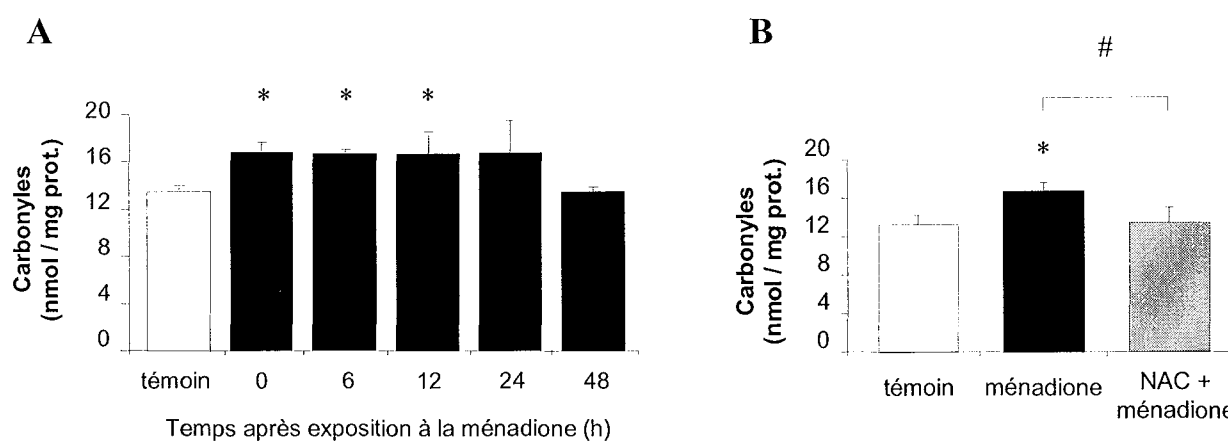 A
* * *
Carbonyles
(nmol / mg prot.)
20
16
12
8
4
0
témoin 0 6 12 24 48
Temps après exposition à la ménadione (h)
B
#
*
Carbonyles
(nmol / mg prot.)
20
16
12
8
4
0
témoin ménadione NAC +
ménadione